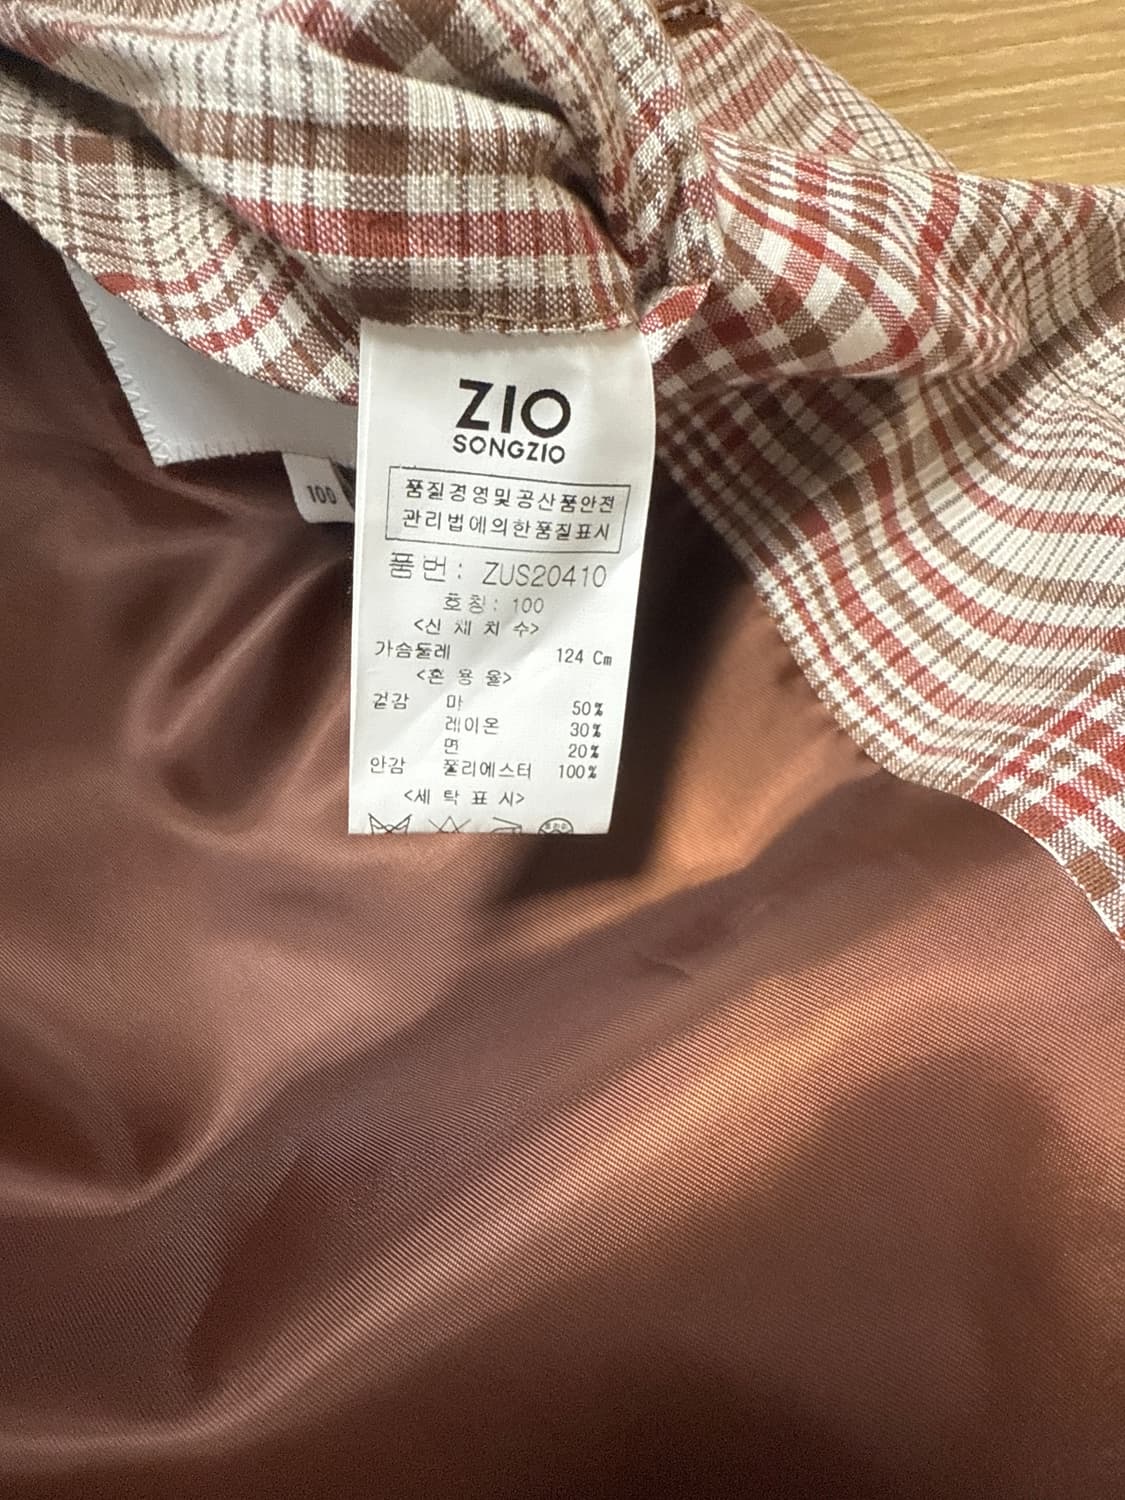 ZIO
SONGZIO
품질경영및공산품안전
관리법에의한품질표시
품번: ZUS20410
호칭: 100
<신 체 치 수>
가슴둘레 124 Cm
<혼 용 율>
겉감 마 50%
레이온 30%
면 20%
안감 폴리에스터 100%
<세 탁 표 시>
100